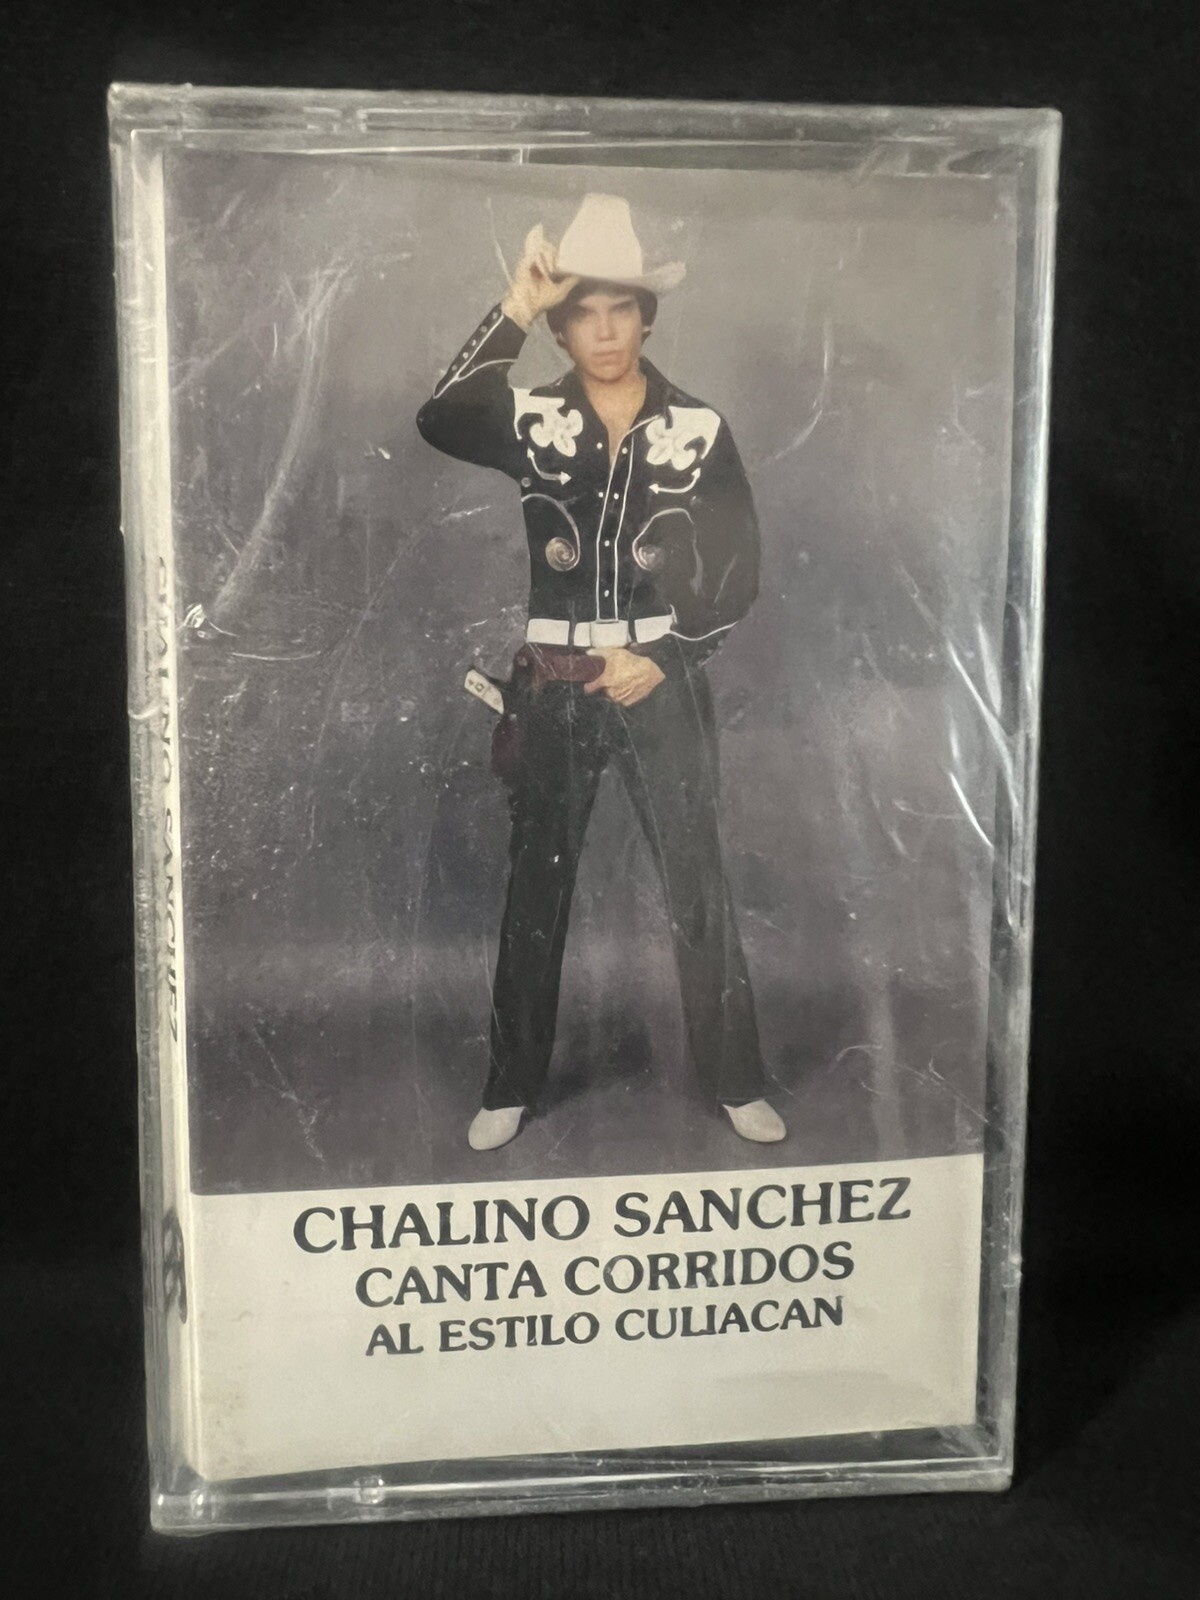 CHALINO SANCHEZ
CANTA CORRIDOS
AL ESTILO CULIACAN
CHALINO SANCHEZ